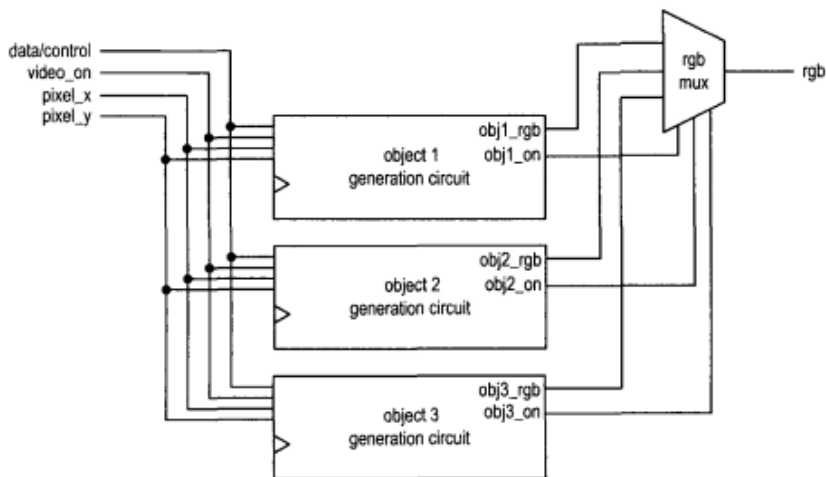 data/control
video_on
pixel_x
pixel_y
rgb
mux
rgb
object 1
generation circuit
obj1_rgb
obj1_on
object 2
generation circuit
obj2_rgb
obj2_on
object 3
generation circuit
obj3_rgb
obj3_on